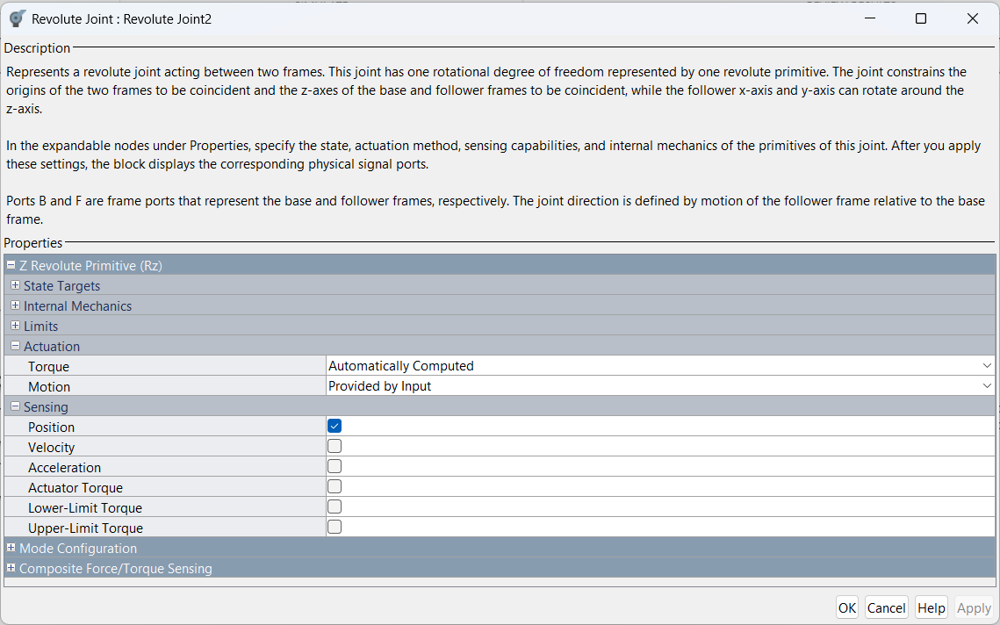 Revolute Joint : Revolute Joint2
Description
Represents a revolute joint acting between two frames. This joint has one rotational degree of freedom represented by one revolute primitive. The joint constrains the
origins of the two frames to be coincident and the z-axes of the base and follower frames to be coincident, while the follower x-axis and y-axis can rotate around the
z-axis.
In the expandable nodes under Properties, specify the state, actuation method, sensing capabilities, and internal mechanics of the primitives of this joint. After you apply
these settings, the block displays the corresponding physical signal ports.
Ports B and F are frame ports that represent the base and follower frames, respectively. The joint direction is defined by motion of the follower frame relative to the base
frame.
Properties
Z Revolute Primitive (Rz)
State Targets
Internal Mechanics
Limits
Actuation
Torque Automatically Computed
Motion Provided by Input
Sensing
Position
Velocity
Acceleration
Actuator Torque
Lower-Limit Torque
Upper-Limit Torque
Mode Configuration
Composite Force/Torque Sensing
OK Cancel Help Apply